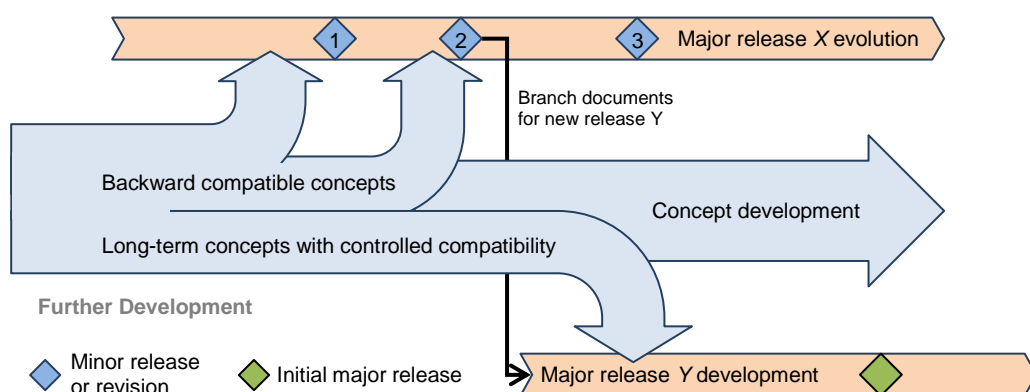 1
2
3
Major release X evolution
Branch documents
for new release Y
Backward compatible concepts
Concept development
Long-term concepts with controlled compatibility
Further Development
Minor release
or revision
Initial major release
Major release Y development